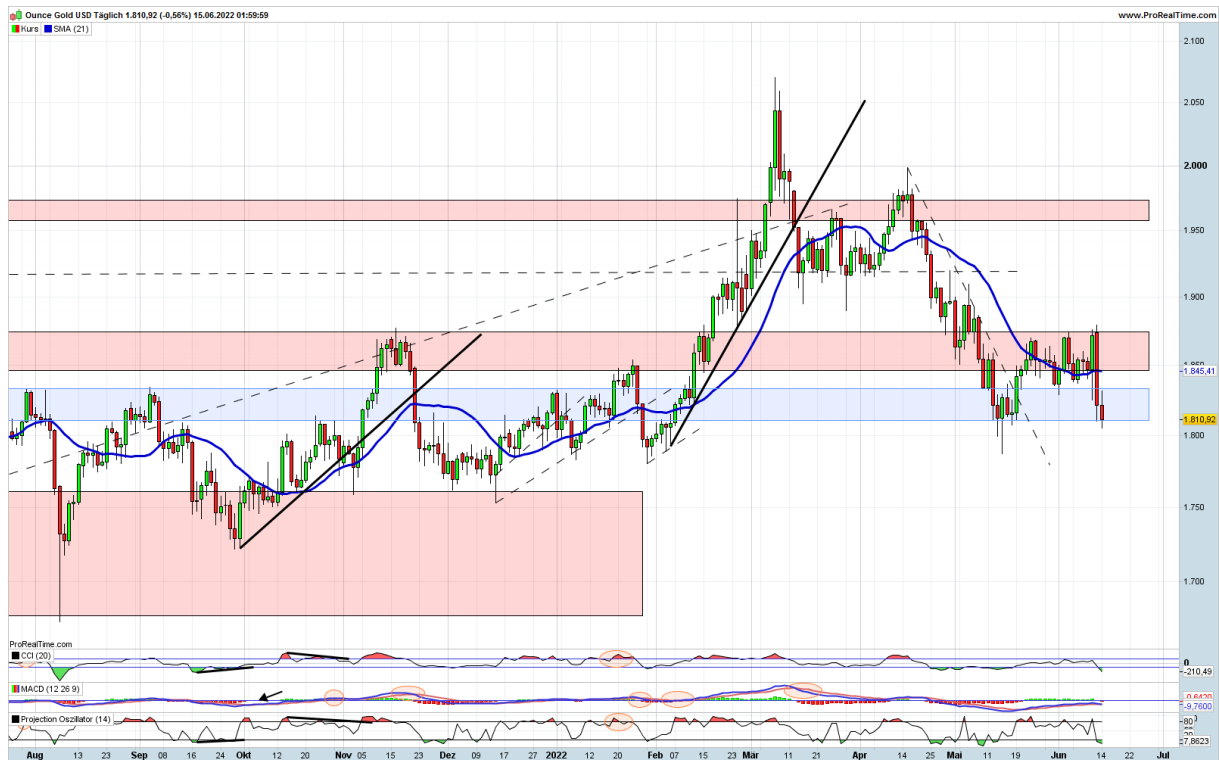 Ounce Gold USD Täglich 1.810,92 (-0,56%) 15.06.2022 01:59:59
www.ProRealTime.com
Kurs SMA (21)
2.100
2.050
2.000
1.950
1.900
1.845,41
1.810,92
1.800
1.750
1.700
ProRealTime.com
CCI (20)
0
-210,49
MACD (12 26 9)
-9,7600
Projection Oszillator (14)
80
7,8623
Aug 13 23 Sep 08 16 24 Okt 12 20 Nov 05 15 23 Dez 09 17 27 2022 12 20 Feb 07 15 23 Mär 11 21 Apr 14 25 Mai 11 19 Jun 14 22 Jul